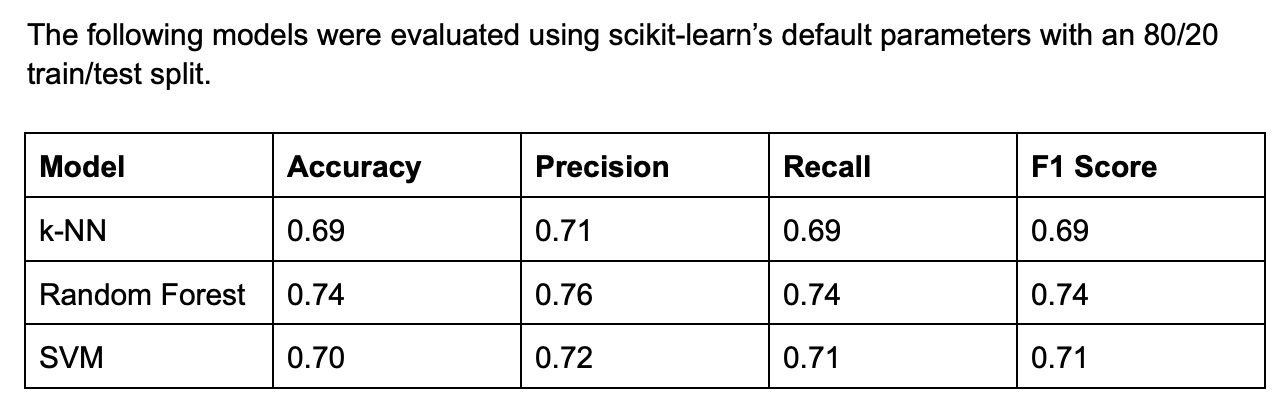 The following models were evaluated using scikit-learn’s default parameters with an 80/20
train/test split.
Model Accuracy Precision Recall F1 Score
k-NN 0.69 0.71 0.69 0.69
Random Forest 0.74 0.76 0.74 0.74
SVM 0.70 0.72 0.71 0.71